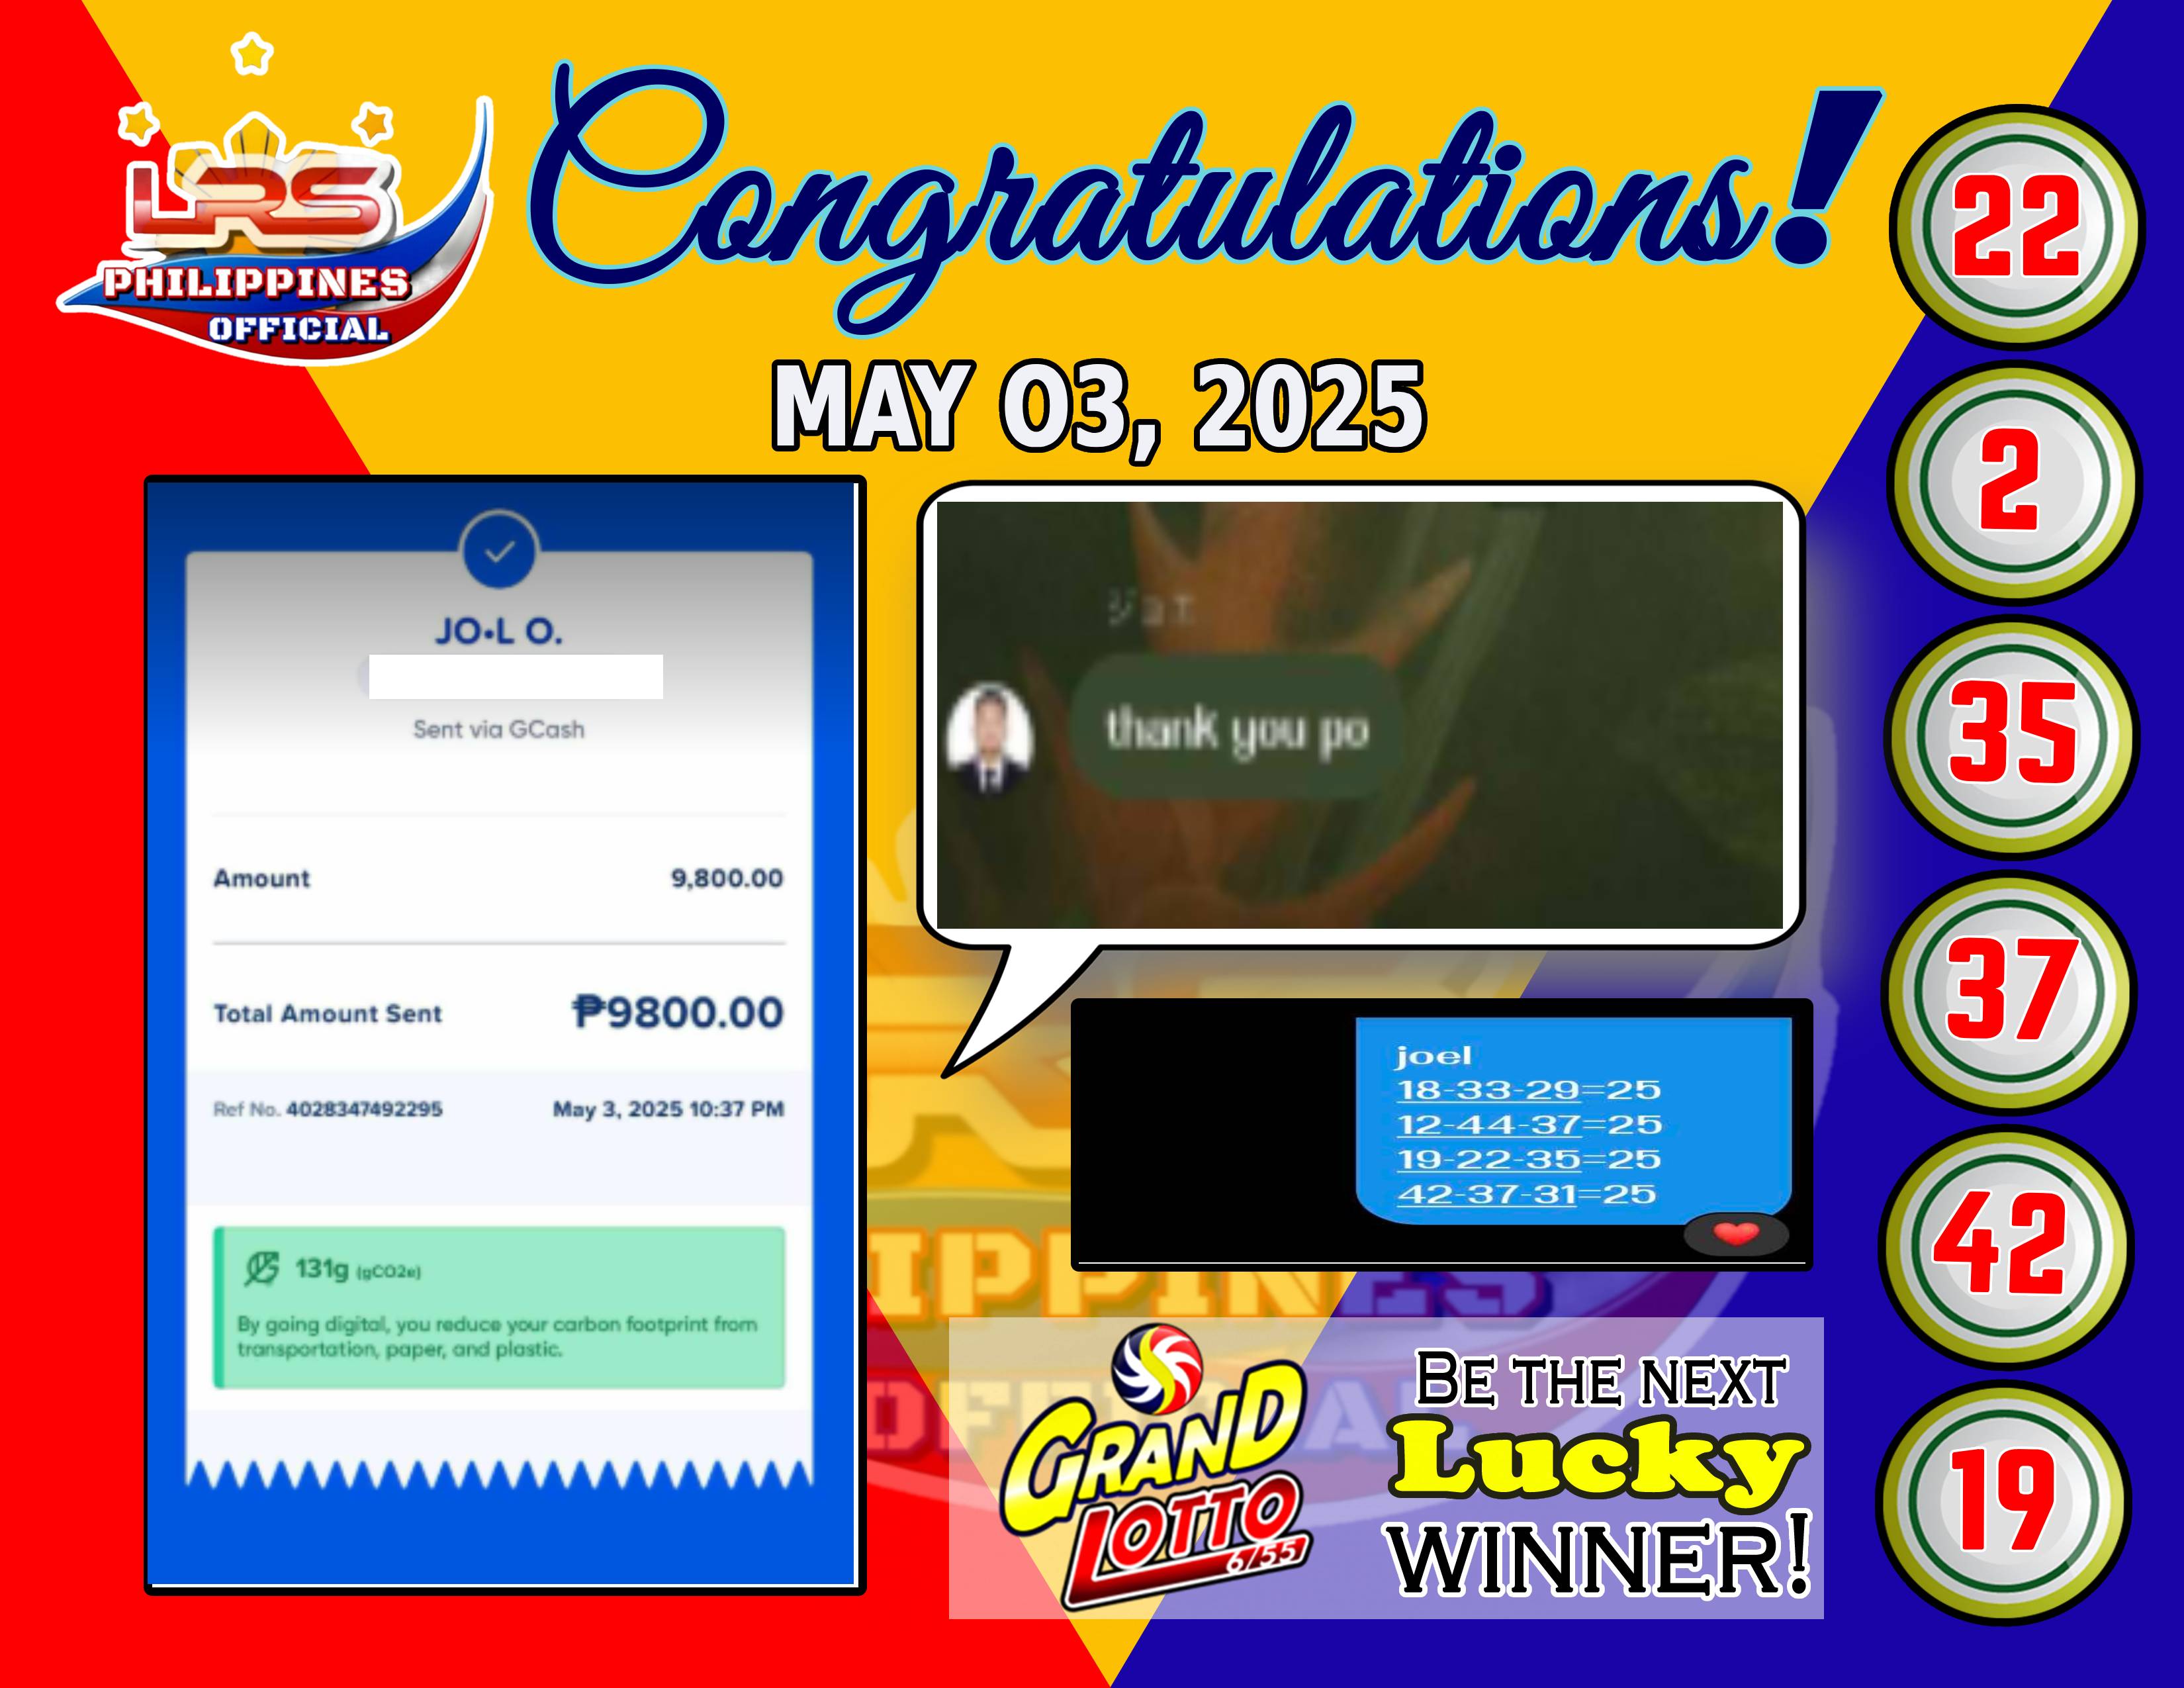 LRS
PHILIPPINES
OFFICIAL
Congratulations!
MAY 03, 2025
JO•L O.
Sent via GCash
Amount 9,800.00
Total Amount Sent ₱9800.00
Ref No. 4028347492295 May 3, 2025 10:37 PM
131g (gCO2e)
By going digital, you reduce your carbon footprint from
transportation, paper, and plastic.
thank you po
joel
18-33-29=25
12-44-37=25
19-22-35=25
42-37-31=25
GRAND
LOTTO
6/55
BE THE NEXT
Lucky
WINNER!
22
2
35
37
42
19